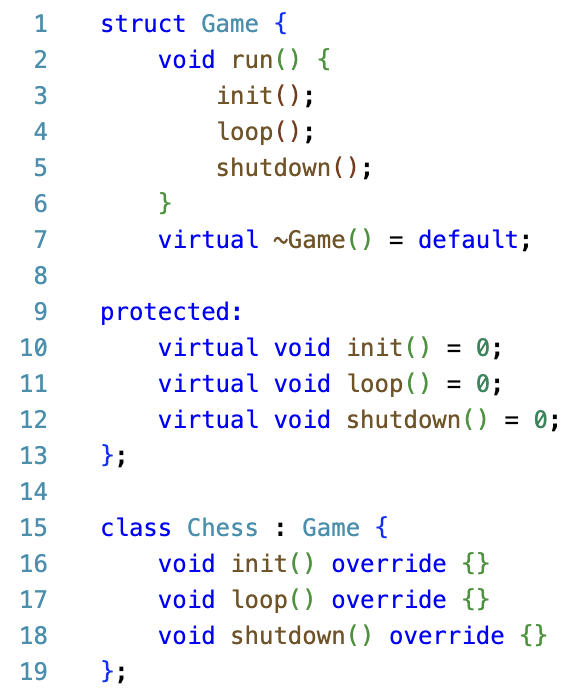 1 struct Game {
2     void run() {
3         init();
4         loop();
5         shutdown();
6     }
7     virtual ~Game() = default;
8
9 protected:
10     virtual void init() = 0;
11     virtual void loop() = 0;
12     virtual void shutdown() = 0;
13 };
14
15 class Chess : Game {
16     void init() override {}
17     void loop() override {}
18     void shutdown() override {}
19 };